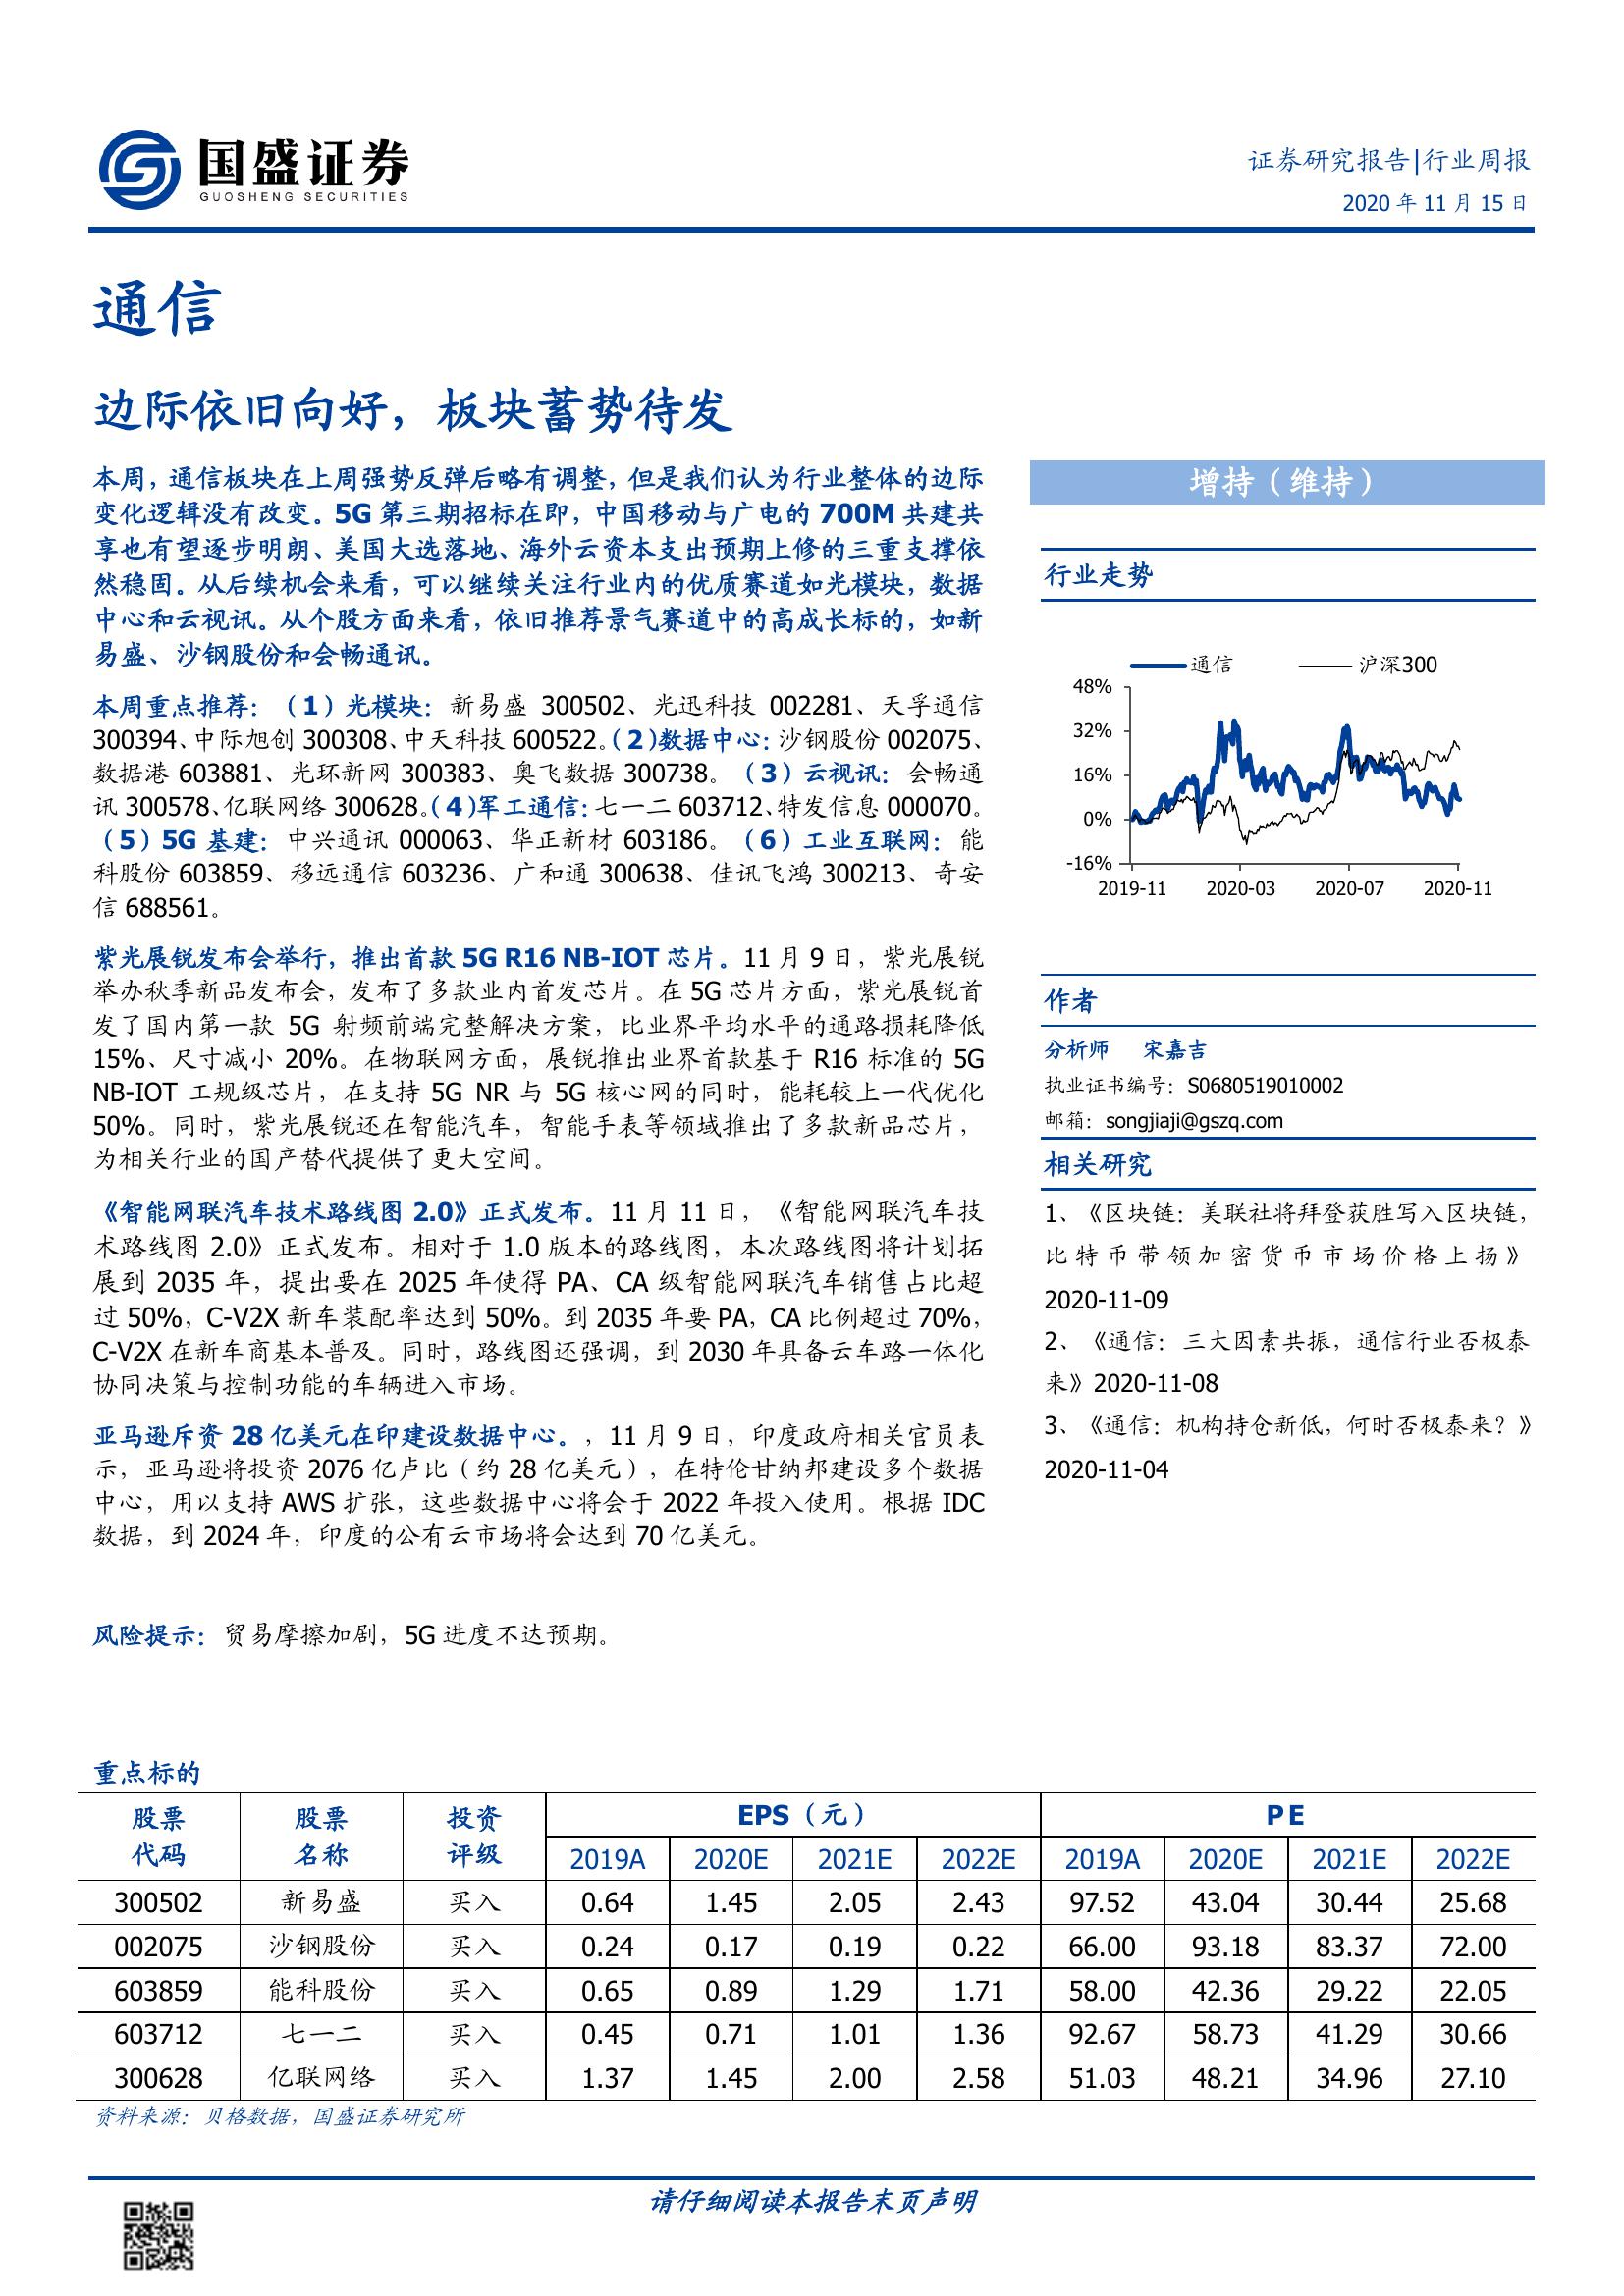 国盛证券
GUOSHENG SECURITIES
证券研究报告|行业周报
2020 年 11 月 15 日
通信
边际依旧向好，板块蓄势待发
本周，通信板块在上周强势反弹后略有调整，但是我们认为行业整体的边际
变化逻辑没有改变。5G 第三期招标在即，中国移动与广电的 700M 共建共
享也有望逐步明朗、美国大选落地、海外云资本支出预期上修的三重支撑依
然稳固。从后续机会来看，可以继续关注行业内的优质赛道如光模块，数据
中心和云视讯。从个股方面来看，依旧推荐景气赛道中的高成长标的，如新
易盛、沙钢股份和会畅通讯。
本周重点推荐：（1）光模块：新易盛 300502、光迅科技 002281、天孚通信
300394、中际旭创 300308、中天科技 600522。（2）数据中心：沙钢股份 002075、
数据港 603881、光环新网 300383、奥飞数据 300738。（3）云视讯：会畅通
讯 300578、亿联网络 300628。（4）军工通信：七一二 603712、特发信息 000070。
（5）5G 基建：中兴通讯 000063、华正新材 603186。（6）工业互联网：能
科股份 603859、移远通信 603236、广和通 300638、佳讯飞鸿 300213、奇安
信 688561。
紫光展锐发布会举行，推出首款 5G R16 NB-IOT 芯片。11 月 9 日，紫光展锐
举办秋季新品发布会，发布了多款业内首发芯片。在 5G 芯片方面，紫光展锐首
发了国内第一款 5G 射频前端完整解决方案，比业界平均水平的通路损耗降低
15%、尺寸减小 20%。在物联网方面，展锐推出业界首款基于 R16 标准的 5G
NB-IOT 工规级芯片，在支持 5G NR 与 5G 核心网的同时，能耗较上一代优化
50%。同时，紫光展锐还在智能汽车，智能手表等领域推出了多款新品芯片，
为相关行业的国产替代提供了更大空间。
《智能网联汽车技术路线图 2.0》正式发布。11 月 11 日，《智能网联汽车技
术路线图 2.0》正式发布。相对于 1.0 版本的路线图，本次路线图将计划拓
展到 2035 年，提出要在 2025 年使得 PA、CA 级智能网联汽车销售占比超
过 50%，C-V2X 新车装配率达到 50%。到 2035 年要 PA，CA 比例超过 70%，
C-V2X 在新车商基本普及。同时，路线图还强调，到 2030 年具备云车路一体化
协同决策与控制功能的车辆进入市场。
亚马逊斥资 28 亿美元在印建设数据中心。，11 月 9 日，印度政府相关官员表
示，亚马逊将投资 2076 亿卢比（约 28 亿美元），在特伦甘纳邦建设多个数据
中心，用以支持 AWS 扩张，这些数据中心将会于 2022 年投入使用。根据 IDC
数据，到 2024 年，印度的公有云市场将会达到 70 亿美元。
风险提示：贸易摩擦加剧，5G 进度不达预期。
增持（维持）
行业走势
通信 沪深300
48%
32%
16%
0%
-16%
2019-11 2020-03 2020-07 2020-11
作者
分析师 宋嘉吉
执业证书编号：S0680519010002
邮箱：songjiaji@gszq.com
相关研究
1、《区块链：美联社将拜登获胜写入区块链，
比特币带领加密货币市场价格上扬》
2020-11-09
2、《通信：三大因素共振，通信行业否极泰
来》2020-11-08
3、《通信：机构持仓新低，何时否极泰来？》
2020-11-04
重点标的
股票 股票 投资 EPS（元） PE
代码 名称 评级 2019A 2020E 2021E 2022E 2019A 2020E 2021E 2022E
300502 新易盛 买入 0.64 1.45 2.05 2.43 97.52 43.04 30.44 25.68
002075 沙钢股份 买入 0.24 0.17 0.19 0.22 66.00 93.18 83.37 72.00
603859 能科股份 买入 0.65 0.89 1.29 1.71 58.00 42.36 29.22 22.05
603712 七一二 买入 0.45 0.71 1.01 1.36 92.67 58.73 41.29 30.66
300628 亿联网络 买入 1.37 1.45 2.00 2.58 51.03 48.21 34.96 27.10
资料来源：贝格数据，国盛证券研究所
请仔细阅读本报告末页声明